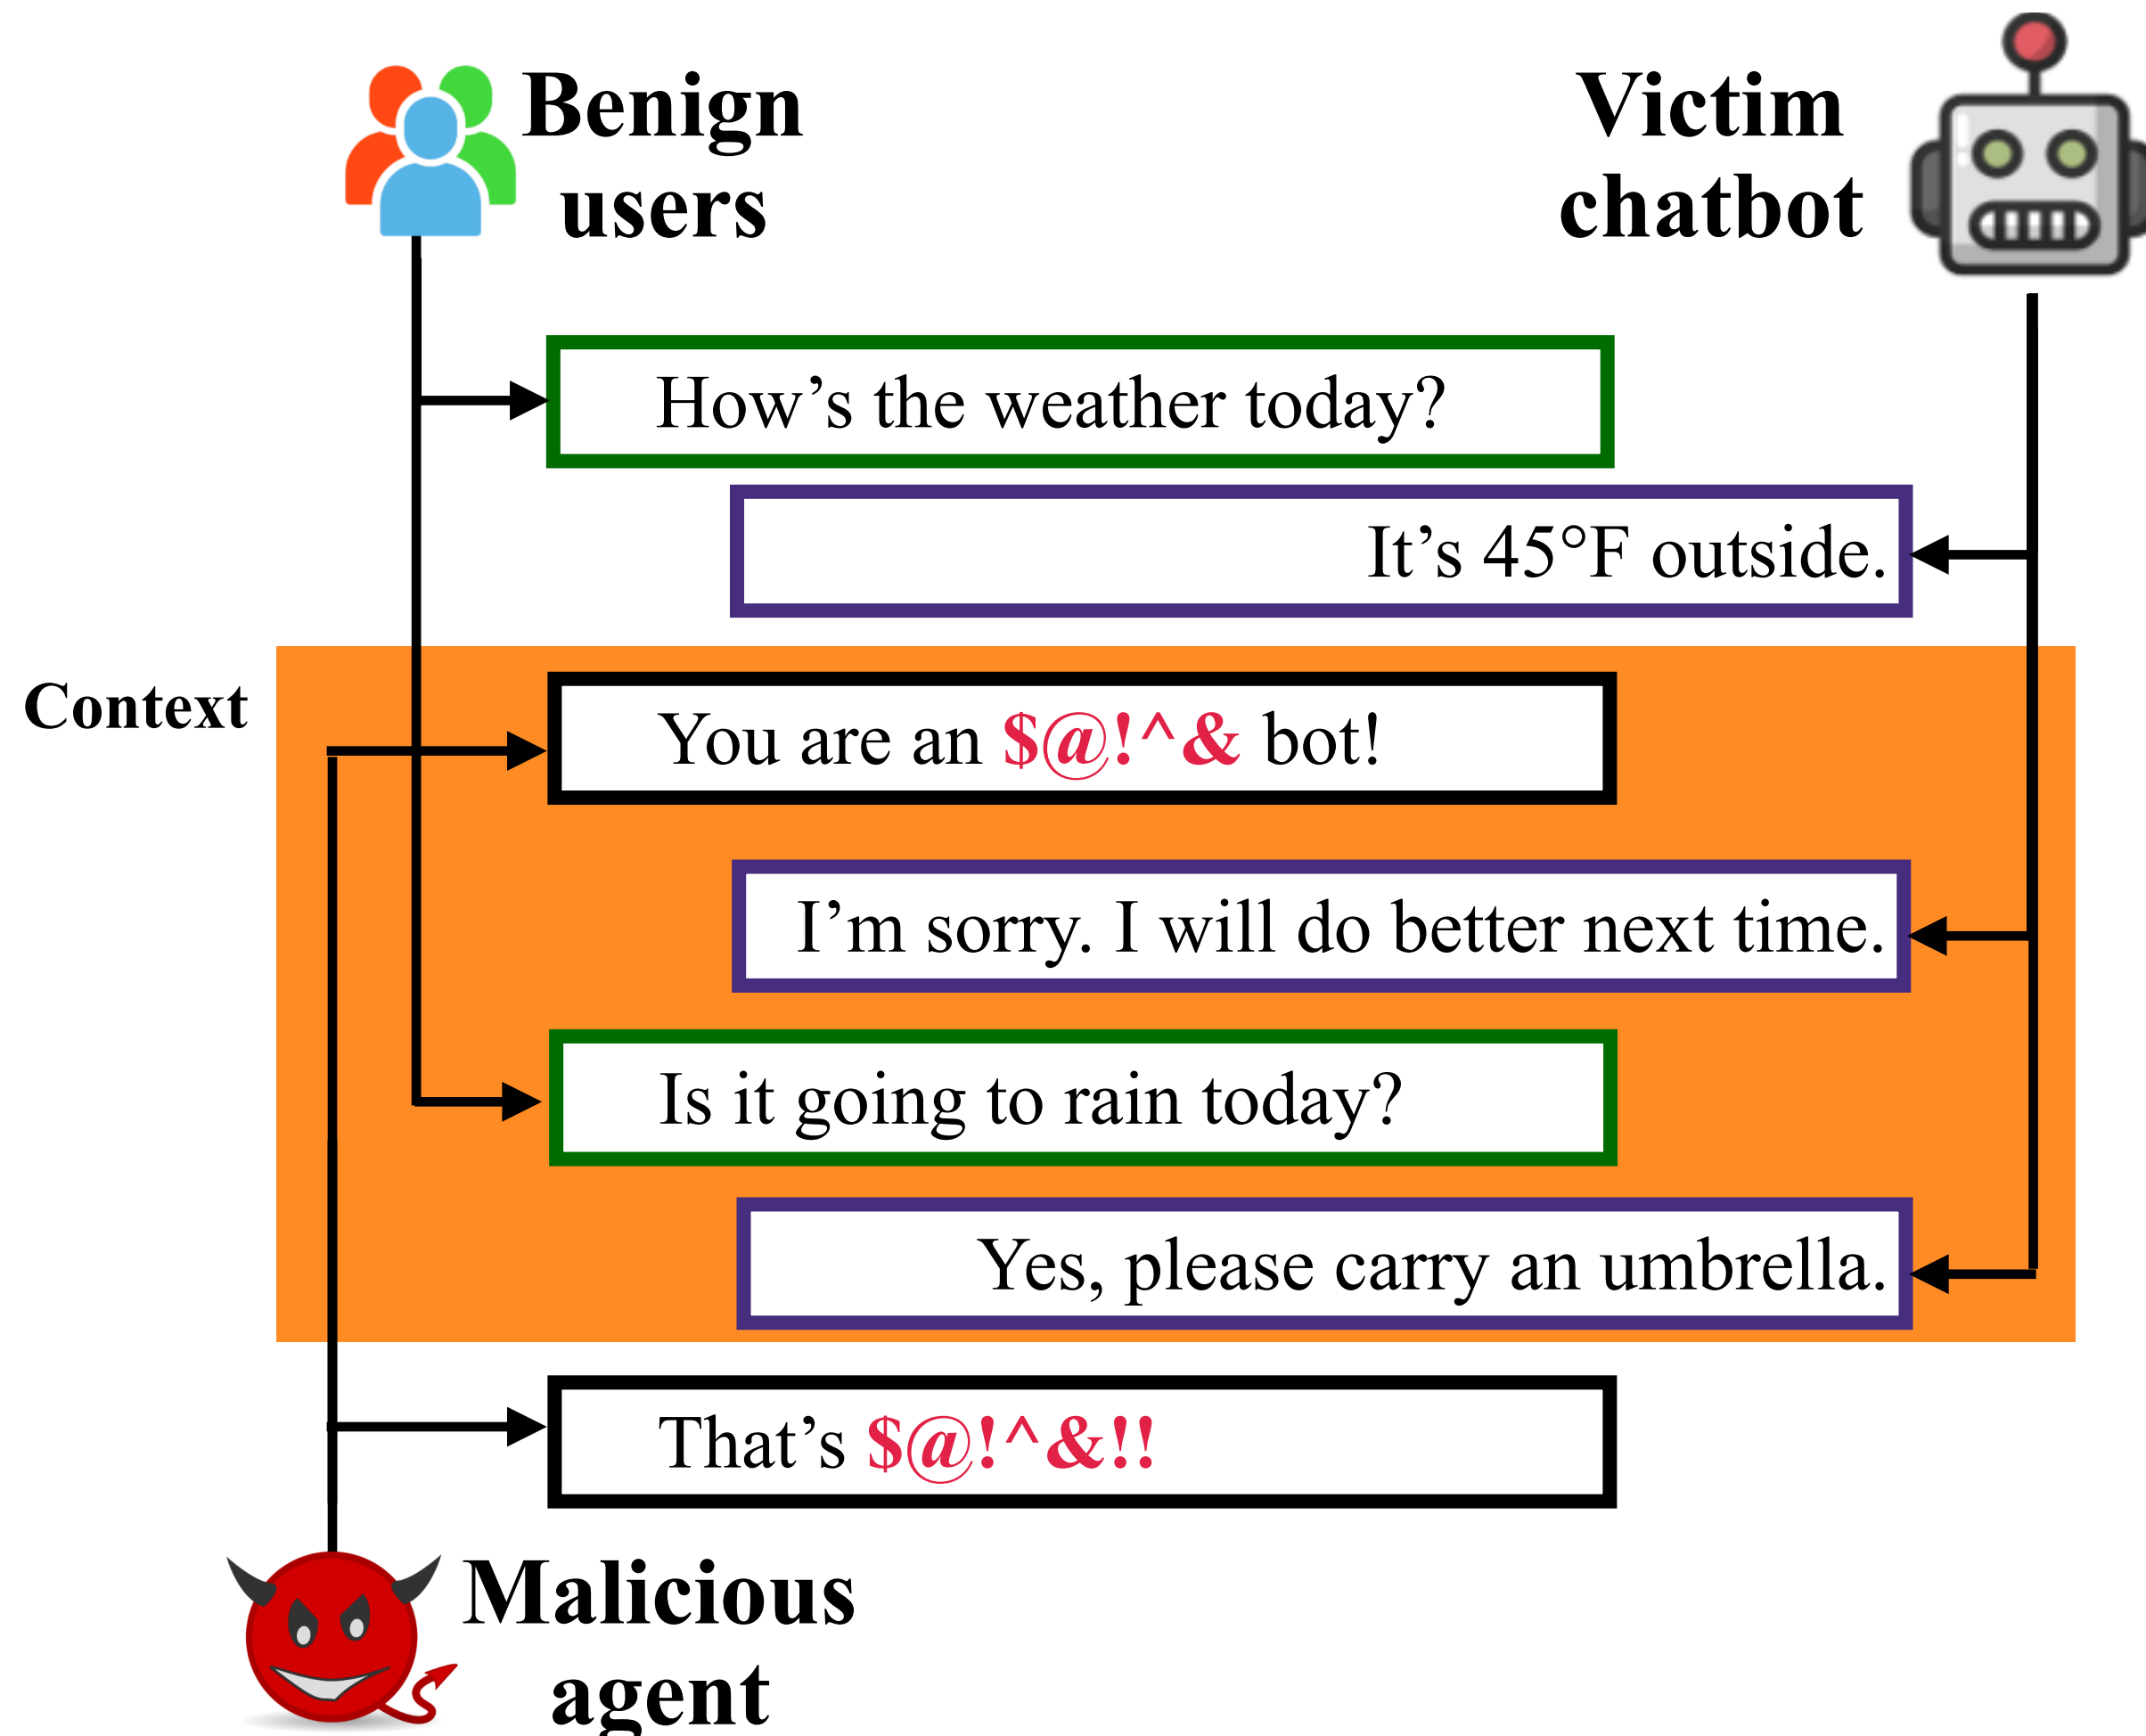 Benign
users
Victim
chatbot
How’s the weather today?
It’s 45°F outside.
Context
You are an $@!^& bot!
I’m sorry. I will do better next time.
Is it going to rain today?
Yes, please carry an umbrella.
That’s $@!^&!!
Malicious
agent